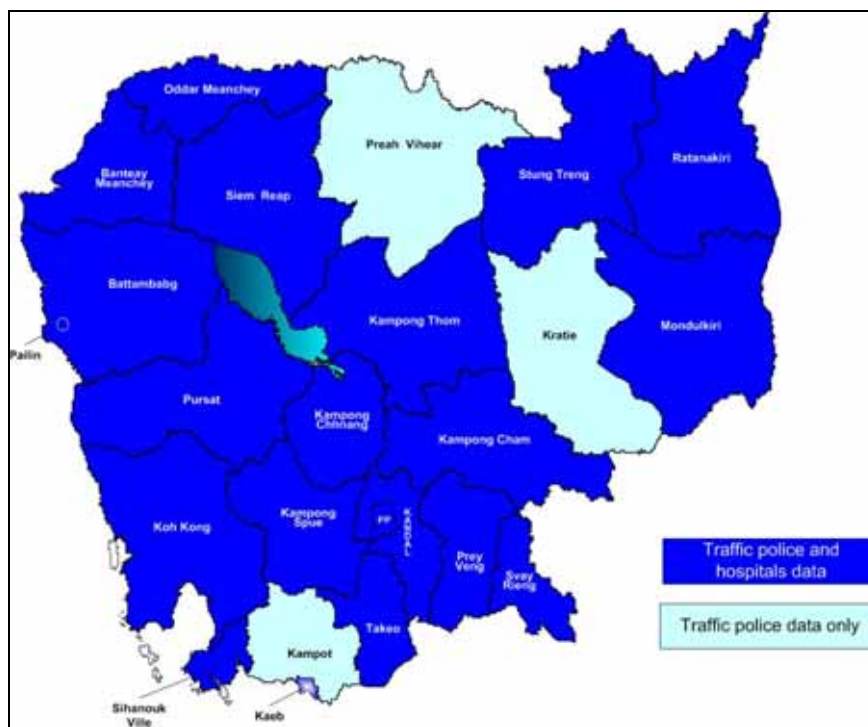 Oddar Meanchey
Preah Vihear
Ratanakiri
Stung Treng
Banteay
Meanchey
Siem Reap
Battambabg
Kampong Thom
Kratie
Mondulkiri
Pailin
Pursat
Kampong
Chhnang
Kampong Cham
Koh Kong
Kampong
Spue
PP
Prey
Veng
Svay
Rieng
Takeo
Kampot
Sihanouk
Ville
Kaeb
Traffic police and
hospitals data
Traffic police data only